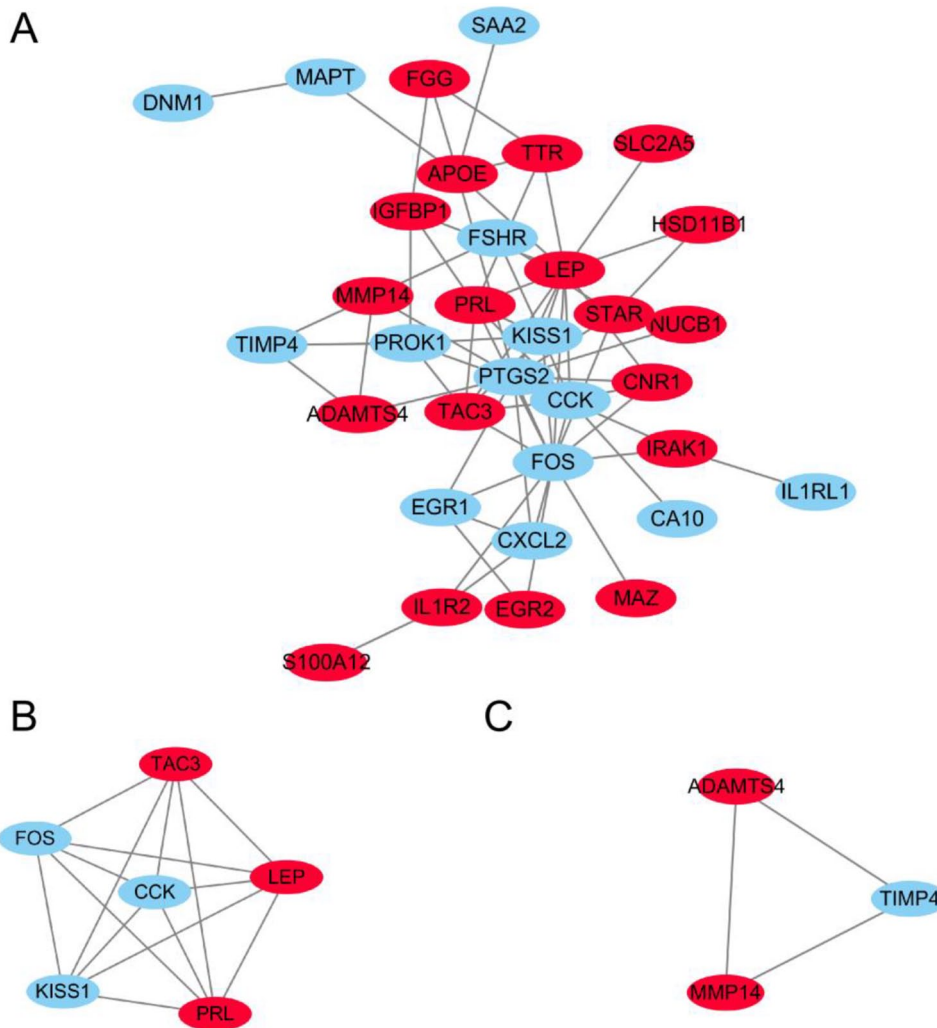 A
SAA2
MAPT
FGG
DNM1
SLC2A5
TTR
APOE
IGFBP1
HSD11B1
FSHR
LEP
MMP14
PRL
STAR
NUCB1
KISS1
TIMP4
PROK1
PTGS2
CNR1
CCK
ADAMTS4
TAC3
IRAK1
FOS
IL1RL1
EGR1
CA10
CXCL2
MAZ
IL1R2
EGR2
S100A12
B
TAC3
FOS
LEP
CCK
KISS1
PRL
C
ADAMTS4
TIMP4
MMP14